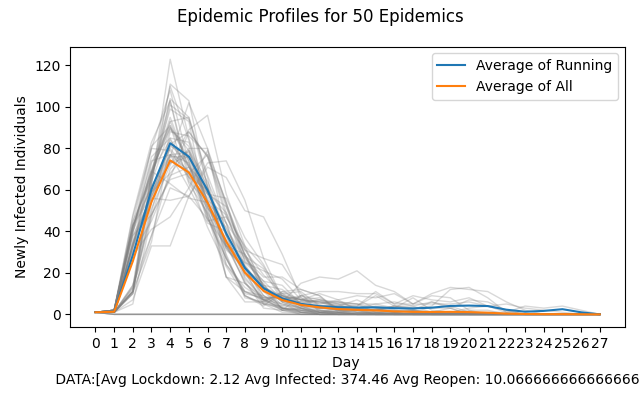 Epidemic Profiles for 50 Epidemics
Average of Running
Average of All
120
100
80
60
40
20
0
Newly Infected Individuals
0 1 2 3 4 5 6 7 8 9 10 11 12 13 14 15 16 17 18 19 20 21 22 23 24 25 26 27
Day
DATA:[Avg Lockdown: 2.12 Avg Infected: 374.46 Avg Reopen: 10.066666666666666